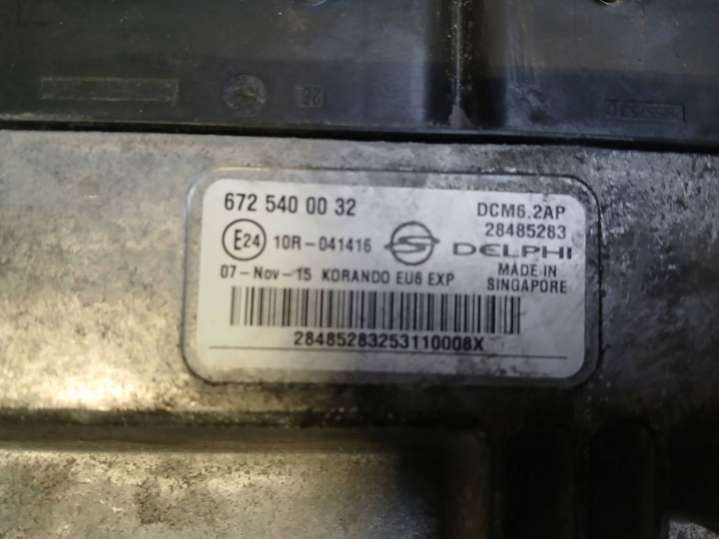 672 540 00 32
DCM6.2AP
28485283
E24 10R-041416
DELPHI
07-Nov-15 KORANDO EU6 EXP
MADE IN
SINGAPORE
28485283253110008X